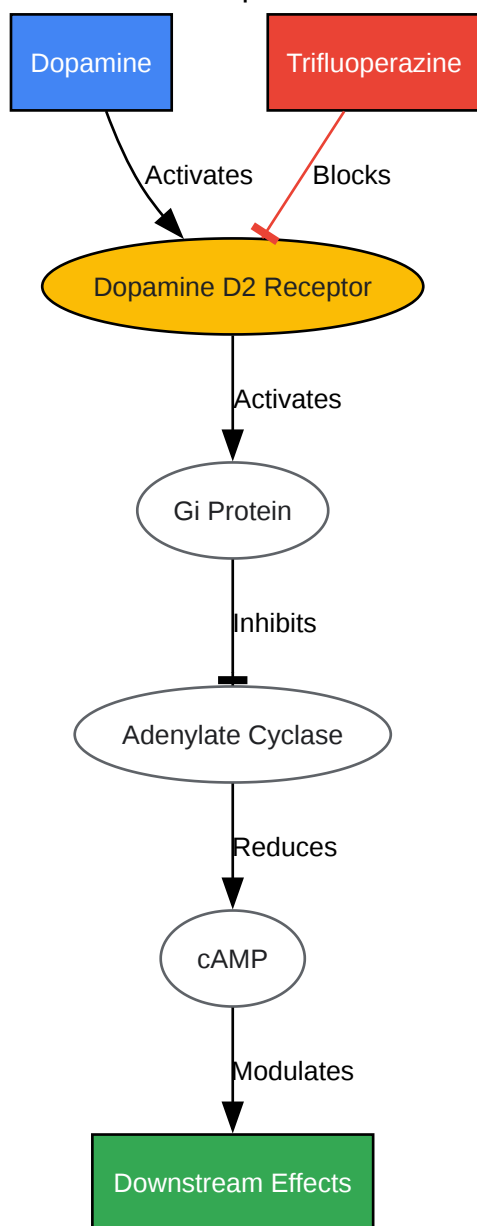 Dopamine
Trifluoperazine
Activates
Blocks
Dopamine D2 Receptor
Activates
Gi Protein
Inhibits
Adenylate Cyclase
Reduces
cAMP
Modulates
Downstream Effects